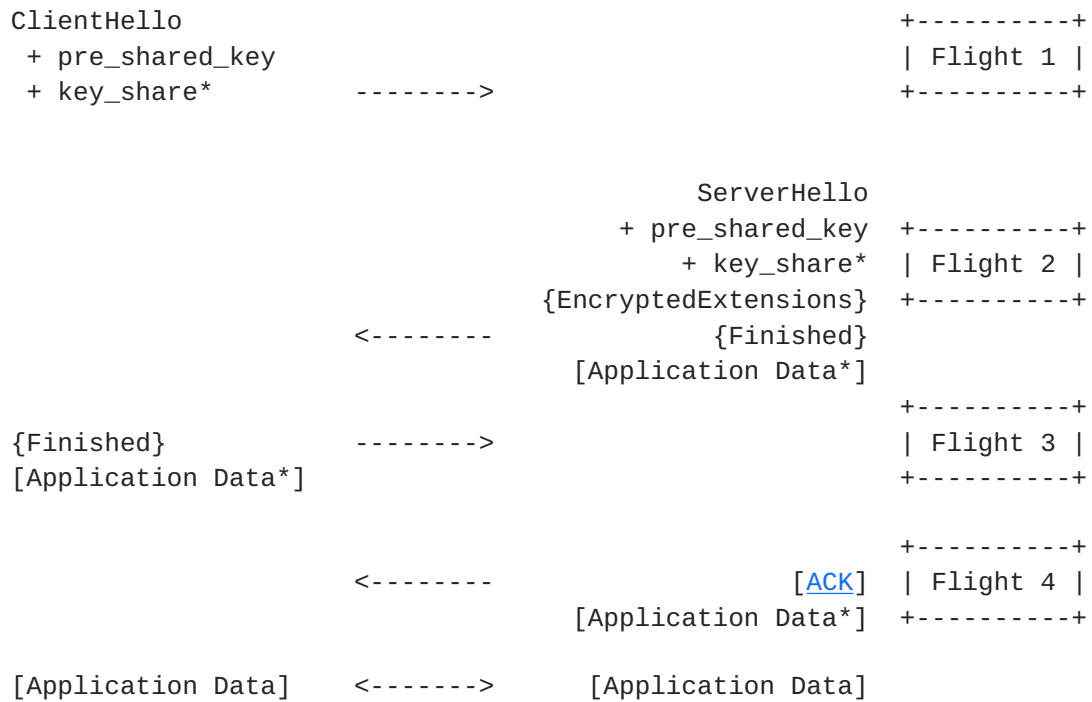 ClientHello                                          +----------+
 + pre_shared_key                                    | Flight 1 |
 + key_share*        -------->                       +----------+
                                         ServerHello
                                    + pre_shared_key +----------+
                                        + key_share* | Flight 2 |
                               {EncryptedExtensions} +----------+
                     <--------            {Finished}
                                 [Application Data*]
                                                     +----------+
{Finished}           -------->                       | Flight 3 |
[Application Data*]                                  +----------+
                                                     +----------+
                     <--------                 [ACK] | Flight 4 |
                                 [Application Data*] +----------+
[Application Data]   <------->    [Application Data]